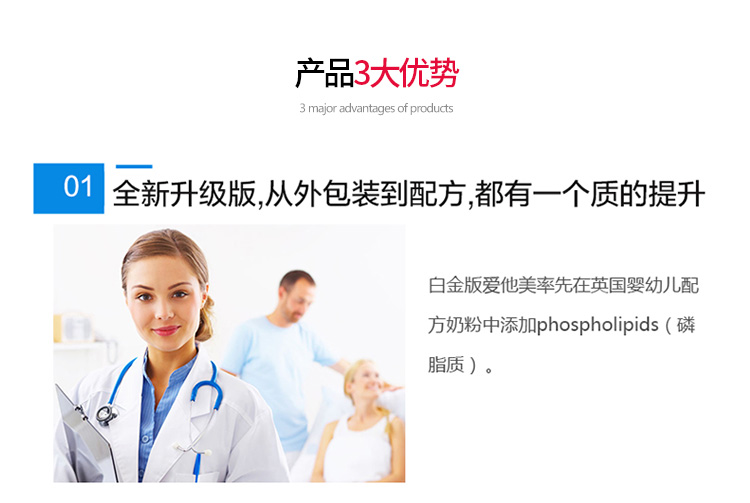 产品3大优势
3 major advantages of products
01
全新升级版,从外包装到配方,都有一个质的提升
白金版爱他美率先在英国婴幼儿配
方奶粉中添加phospholipids（磷
脂质）。